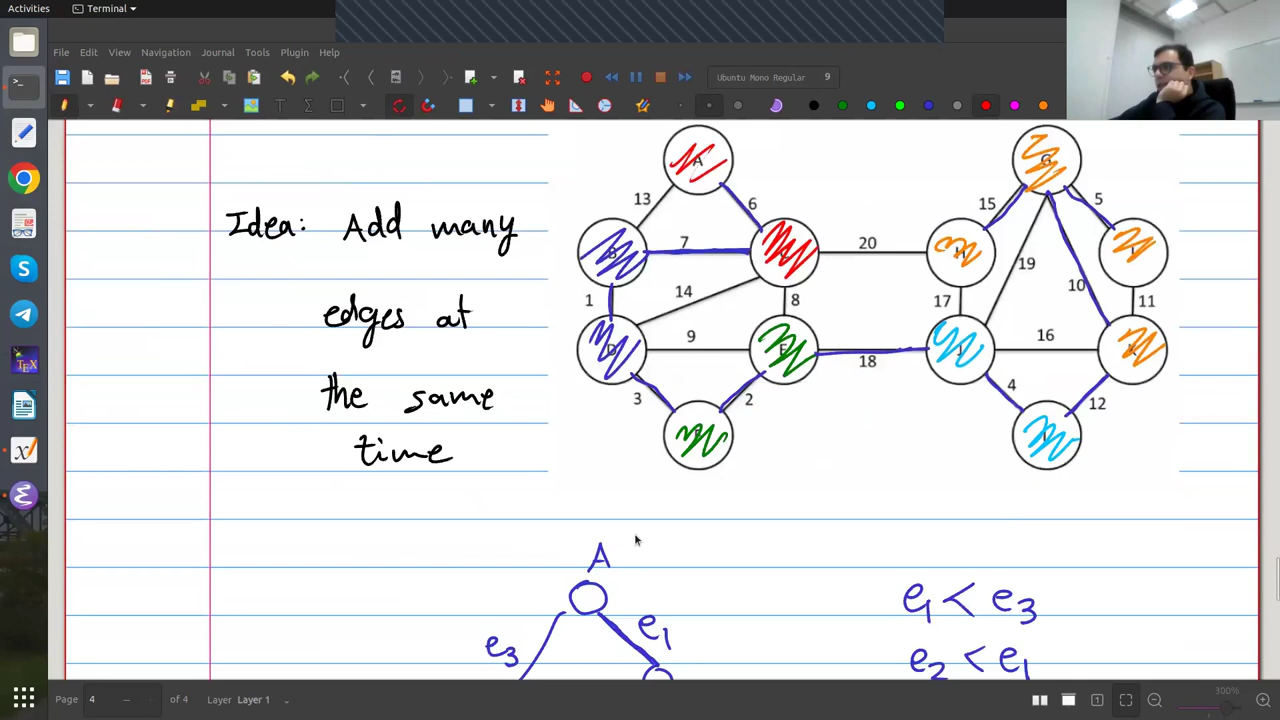 Activities
Terminal
File Edit View Navigation Journal Tools Plugin Help
Ubuntu Mono Regular 9
Idea: Add many
edges at
the same
time
A
G
13
6
15
5
B
7
20
H
I
14
19
1
8
17
10
11
D
9
E
18
J
16
K
3
2
4
12
F
A
e3
e1
e1 < e3
e2 < e1
Page 4 of 4 Layer Layer 1
300%